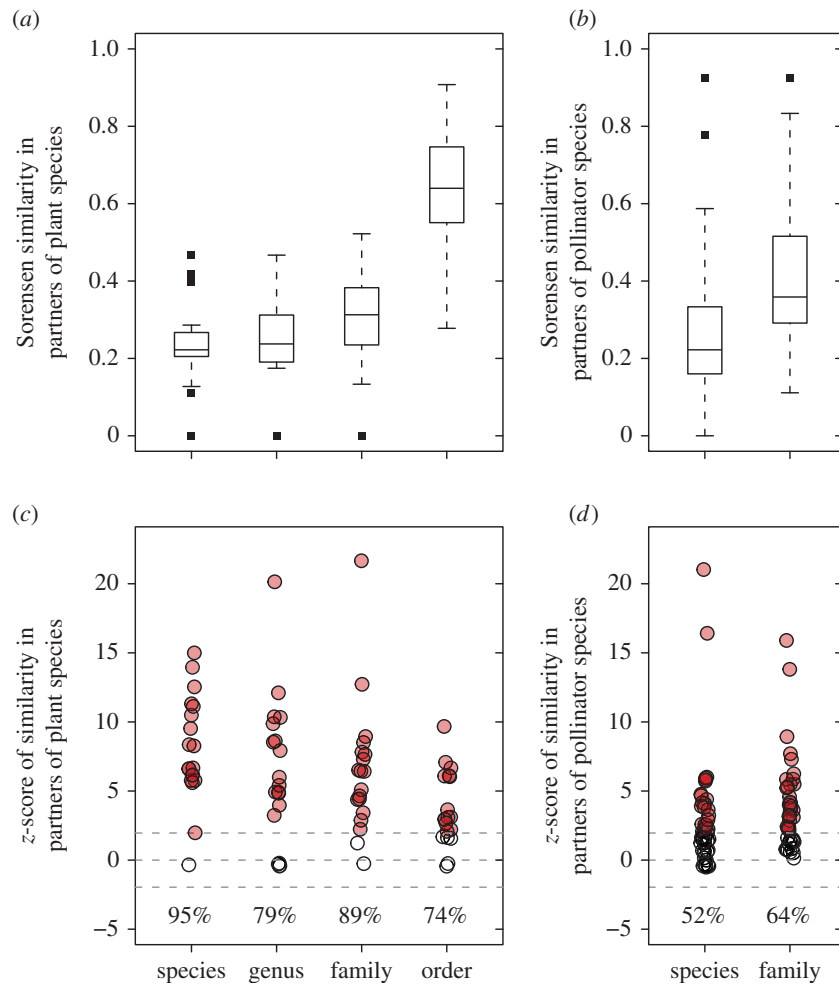 (a)
(b)
1.0
0.8
0.6
0.4
0.2
0
Sorensen similarity in
partners of plant species
1.0
0.8
0.6
0.4
0.2
0
Sorensen similarity in
partners of pollinator species
(c)
(d)
20
15
10
5
0
−5
z-score of similarity in
partners of plant species
95% 79% 89% 74%
species genus family order
20
15
10
5
0
−5
z-score of similarity in
partners of pollinator species
52% 64%
species family